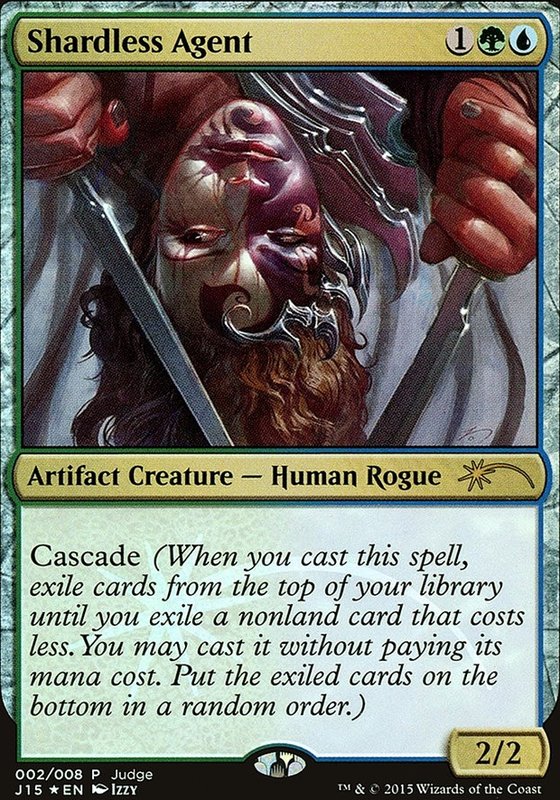 Shardless Agent 1
Artifact Creature — Human Rogue
Cascade (When you cast this spell,
exile cards from the top of your library
until you exile a nonland card that costs
less. You may cast it without paying its
mana cost. Put the exiled cards on the
bottom in a random order.)
2/2
002/008 P Judge
J15 ★ EN Izzy
™ & © 2015 Wizards of the Coast